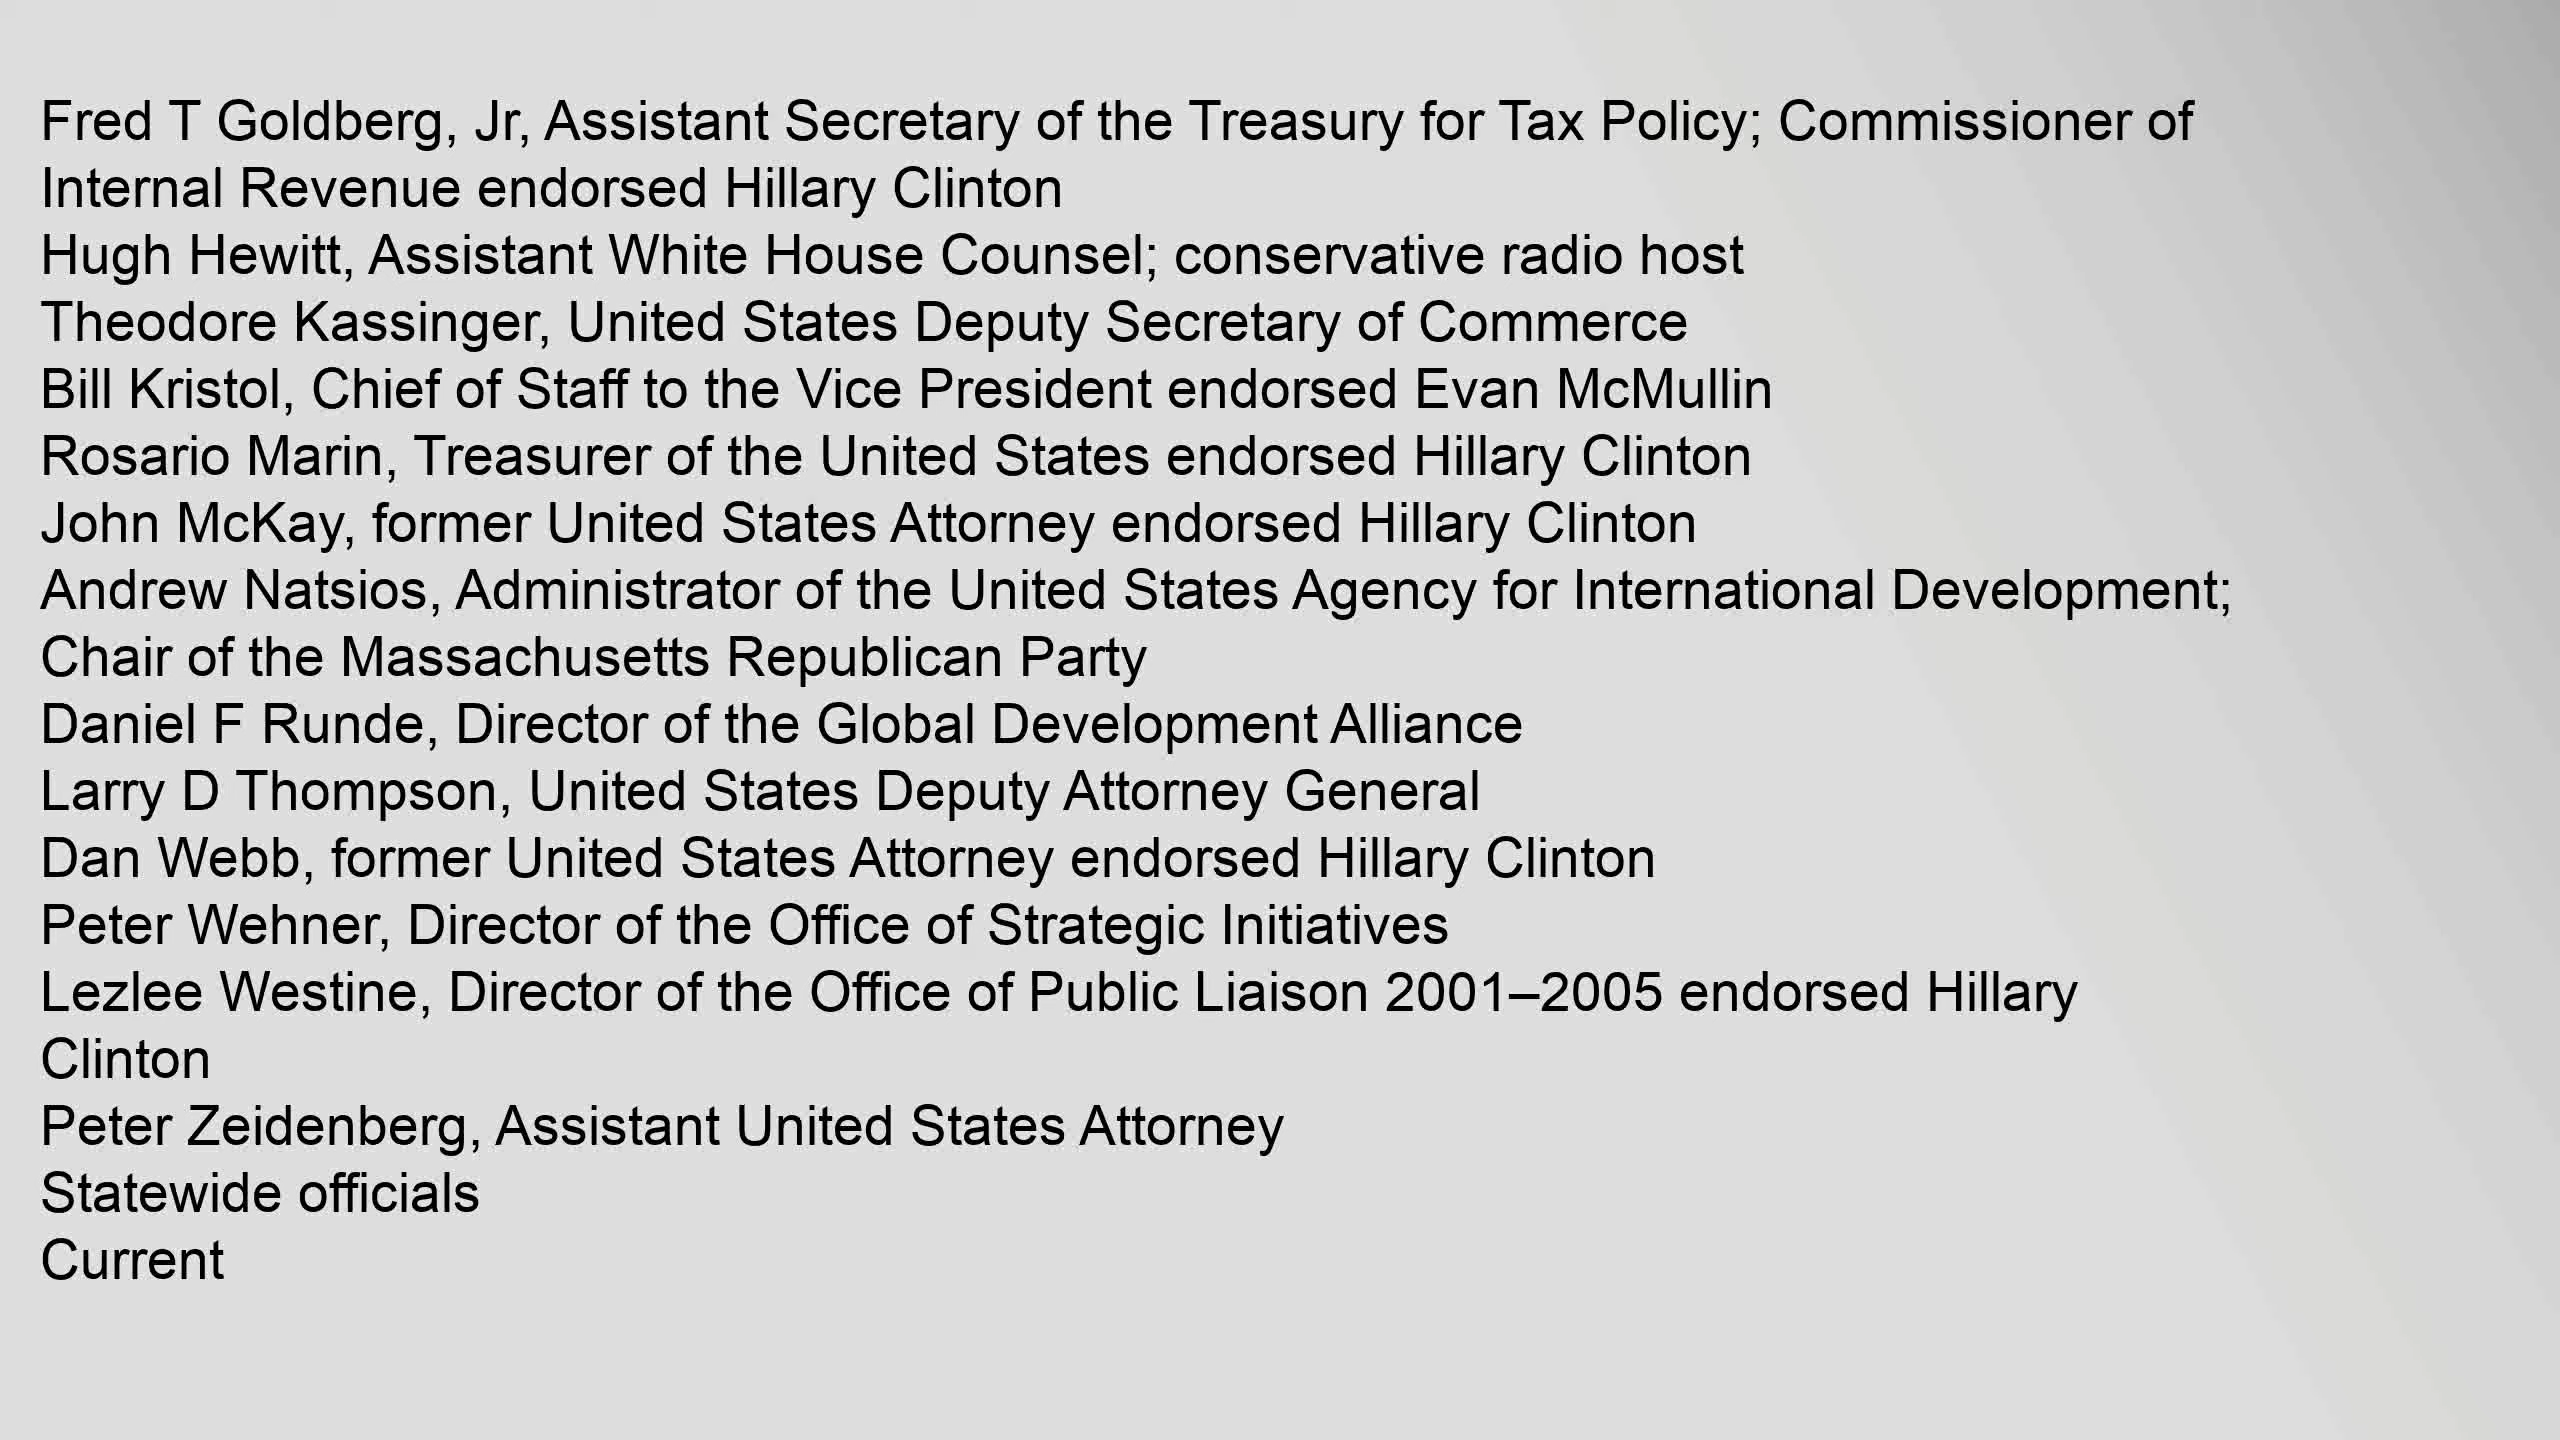 Fred T Goldberg, Jr, Assistant Secretary of the Treasury for Tax Policy; Commissioner of
Internal Revenue endorsed Hillary Clinton
Hugh Hewitt, Assistant White House Counsel; conservative radio host
Theodore Kassinger, United States Deputy Secretary of Commerce
Bill Kristol, Chief of Staff to the Vice President endorsed Evan McMullin
Rosario Marin, Treasurer of the United States endorsed Hillary Clinton
John McKay, former United States Attorney endorsed Hillary Clinton
Andrew Natsios, Administrator of the United States Agency for International Development;
Chair of the Massachusetts Republican Party
Daniel F Runde, Director of the Global Development Alliance
Larry D Thompson, United States Deputy Attorney General
Dan Webb, former United States Attorney endorsed Hillary Clinton
Peter Wehner, Director of the Office of Strategic Initiatives
Lezlee Westine, Director of the Office of Public Liaison 2001–2005 endorsed Hillary
Clinton
Peter Zeidenberg, Assistant United States Attorney
Statewide officials
Current